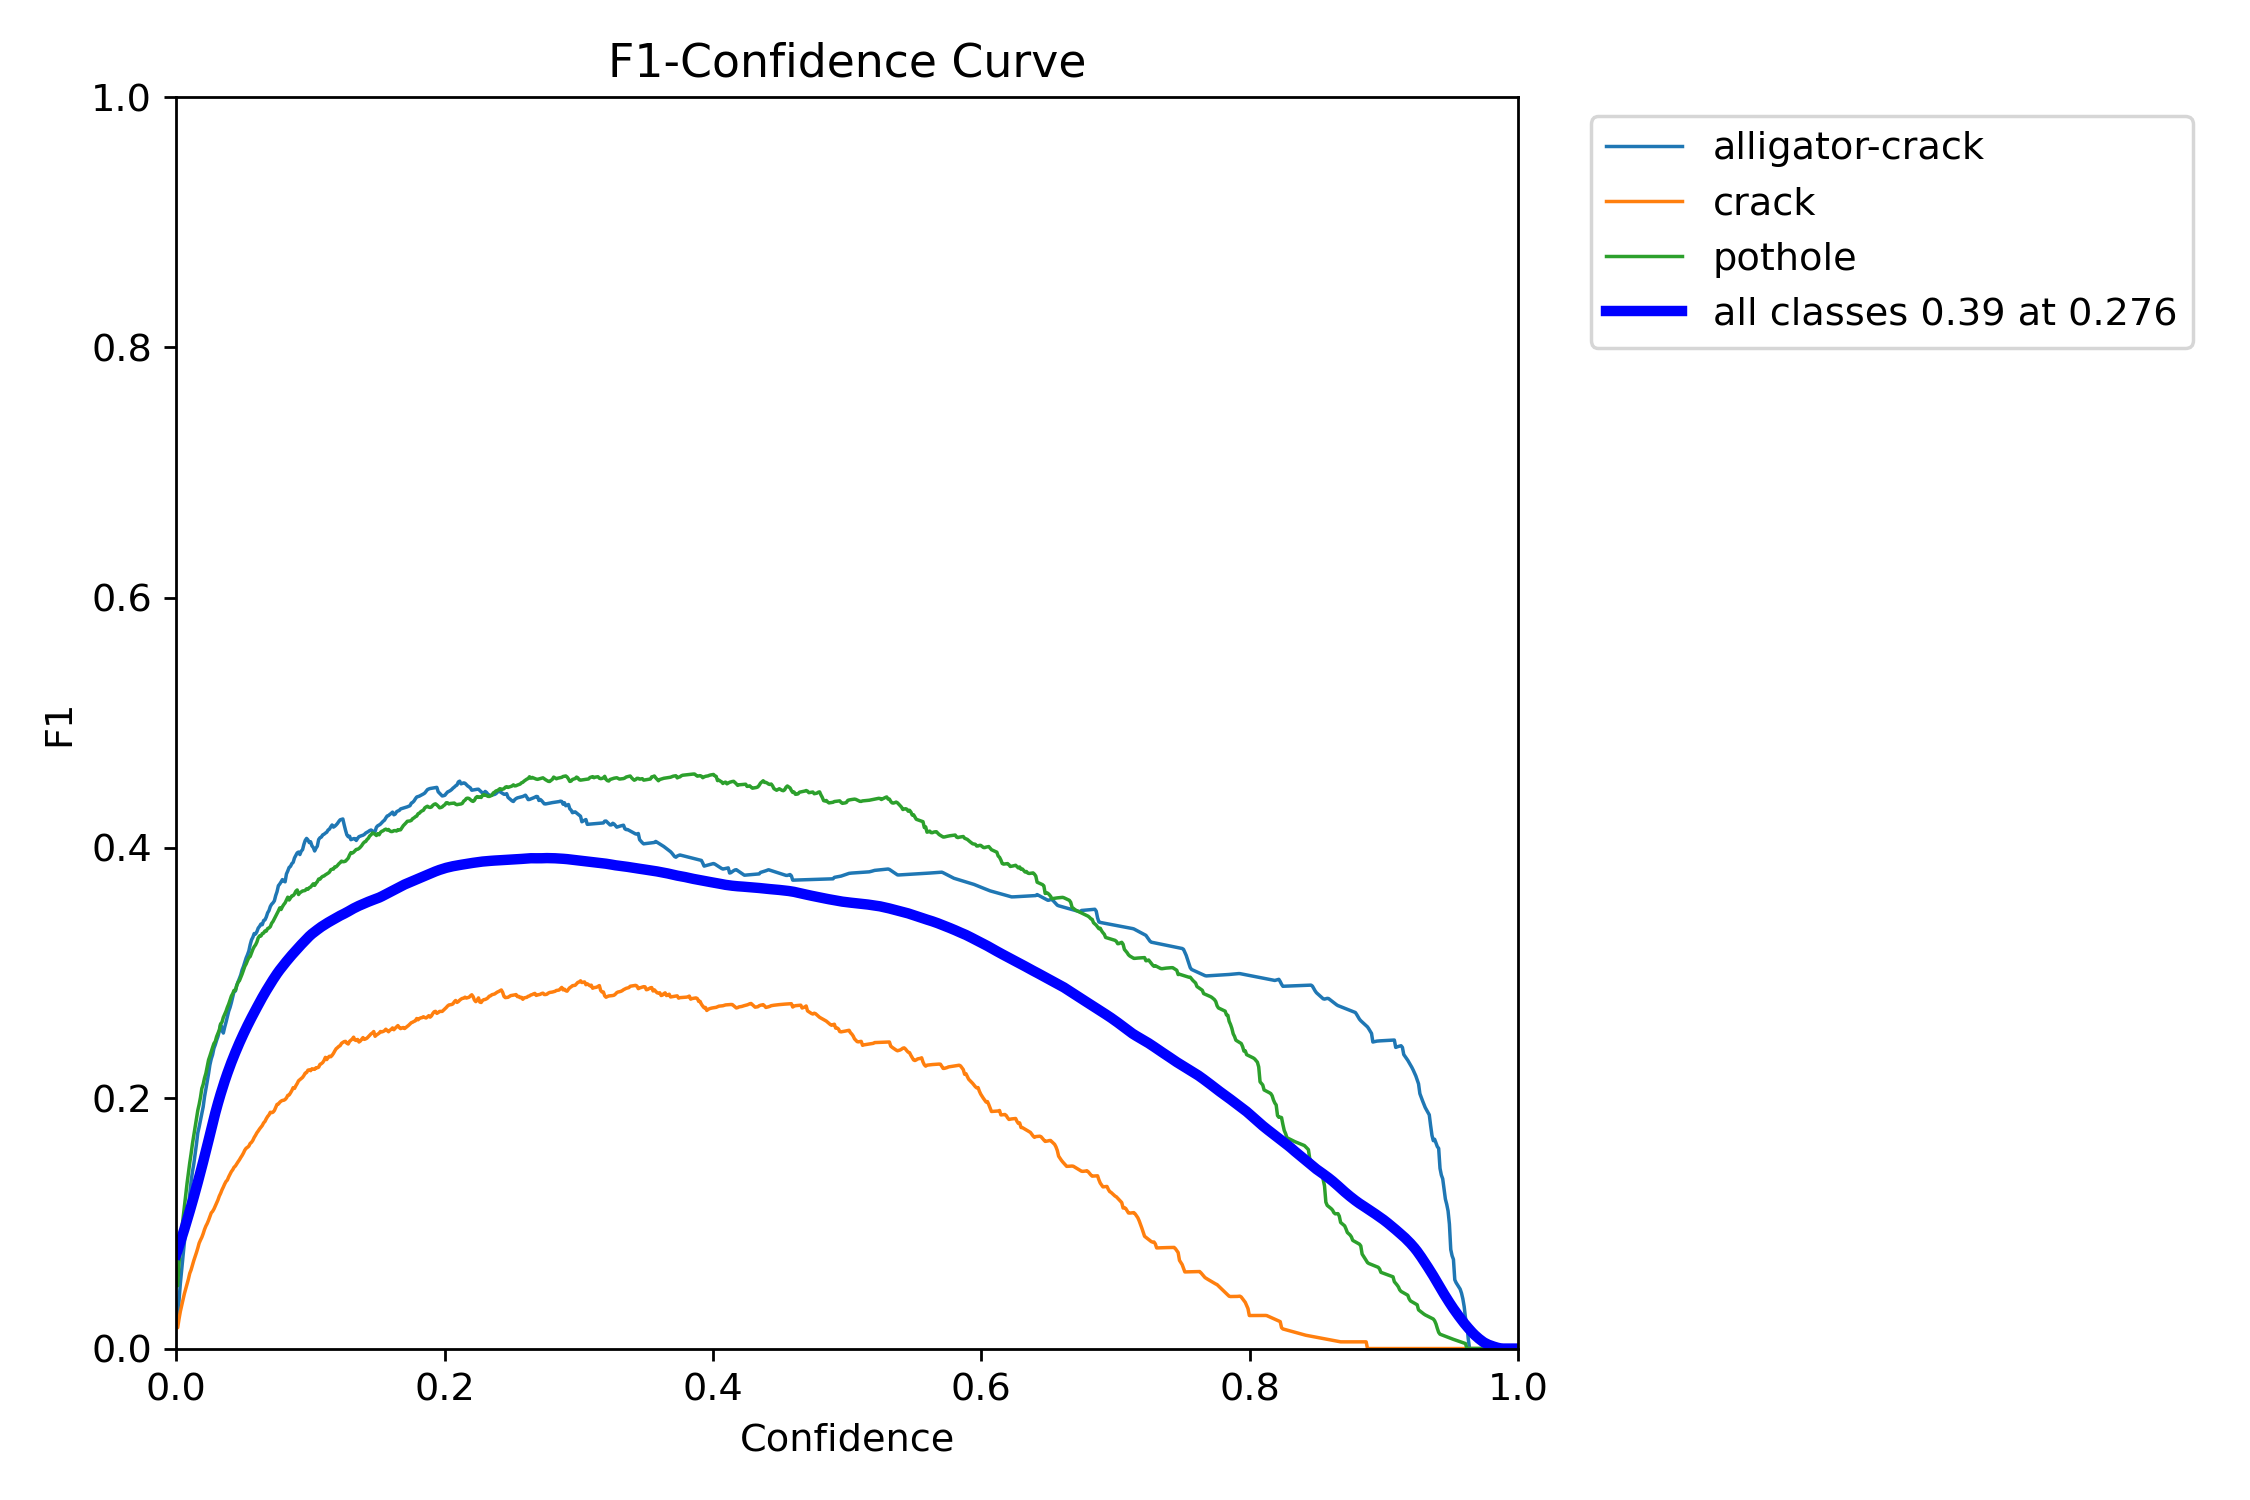 F1-Confidence Curve
1.0
0.8
0.6
0.4
0.2
0.0
F1
0.0 0.2 0.4 0.6 0.8 1.0
Confidence
alligator-crack
crack
pothole
all classes 0.39 at 0.276